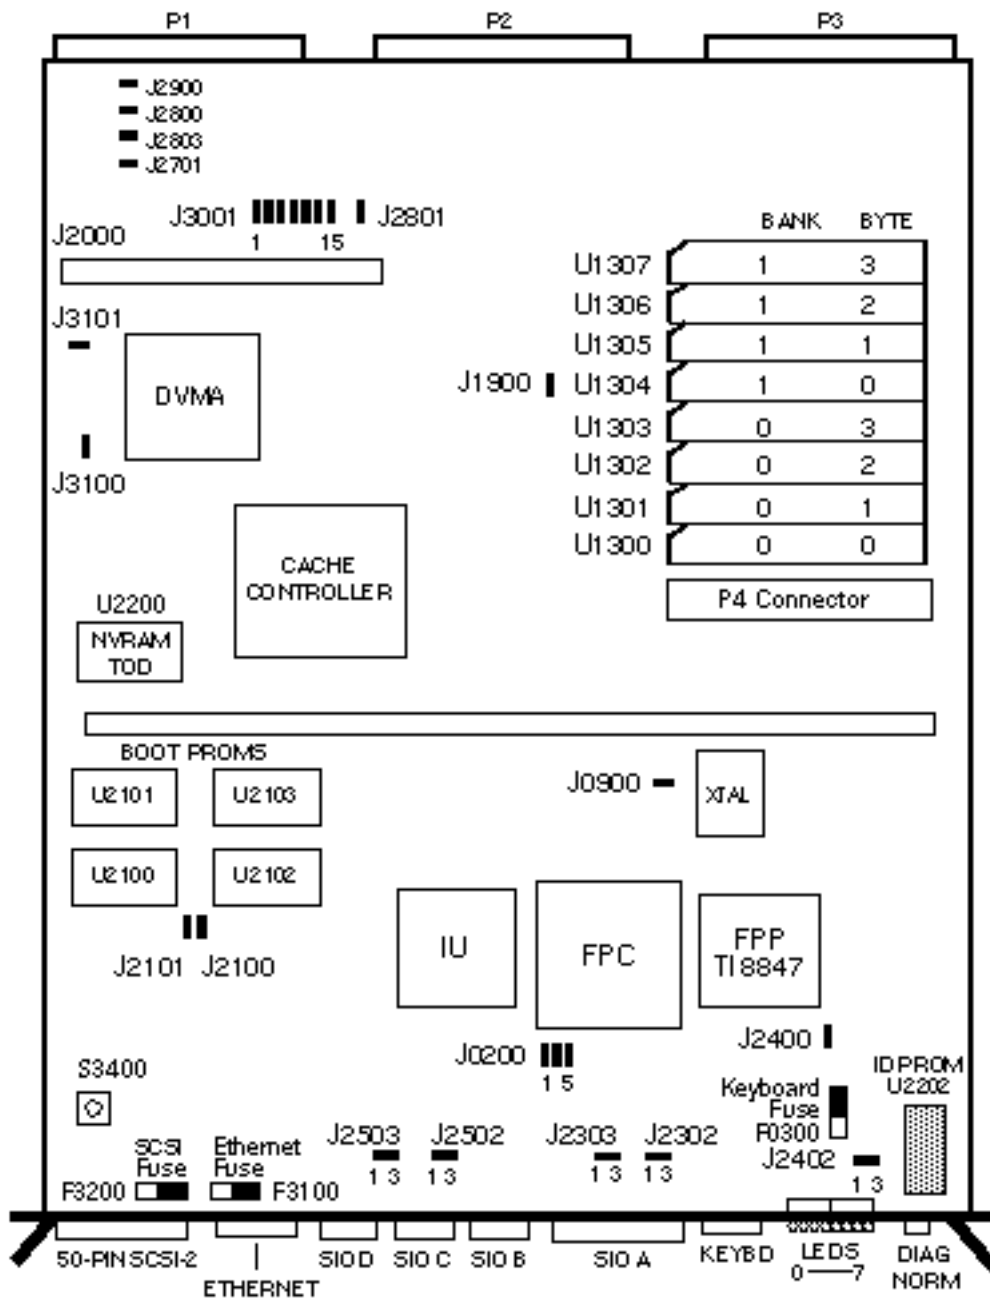 P1 P2 P3
J2900
J2800
J2803
J2701
J3001 J2801
1 15
J2000
BANK BYTE
U1307 1 3
U1306 1 2
U1305 1 1
U1304 1 0
U1303 0 3
U1302 0 2
U1301 0 1
U1300 0 0
P4 Connector
J3101
DVMA
J1900
J3100
CACHE
CONTROLLER
U2200
NVRAM
TOD
BOOT PROMS
U2101 U2103
U2100 U2102
J2101 J2100
J0900
XTAL
IU
FPC
FPP
TI 8847
J0200
1 5
J2400
ID PROM
U2202
S3400
Keyboard
Fuse
F0300
J2503 J2502 J2303 J2302
1 3 1 3 1 3 1 3
J2402
1 3
SCSI
Fuse
F3200
Ethernet
Fuse
F3100
50-PIN SCSI-2
ETHERNET
SIO D SIO C SIO B SIO A
KEYBD
LEDS
0 7
DIAG
NORM